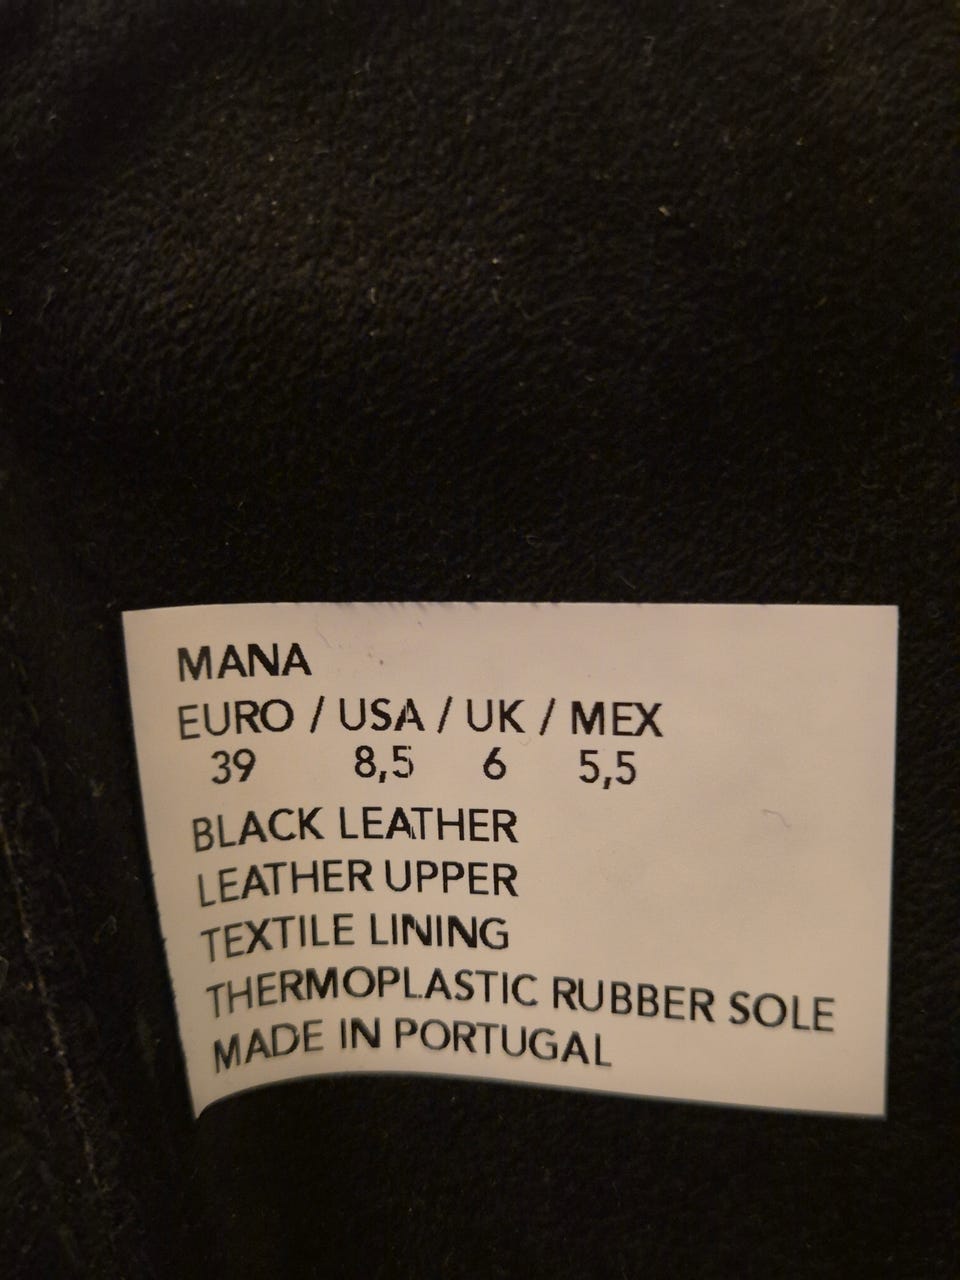 MANA
EURO / USA / UK / MEX
39 8,5 6 5,5
BLACK LEATHER
LEATHER UPPER
TEXTILE LINING
THERMOPLASTIC RUBBER SOLE
MADE IN PORTUGAL